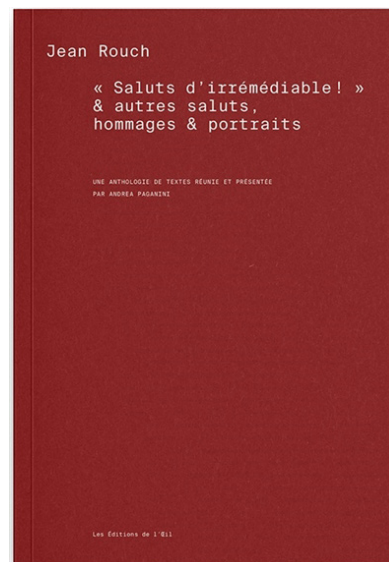 Jean Rouch
« Saluts d'irrémédiable ! »
& autres saluts,
hommages & portraits
UNE ANTHOLOGIE DE TEXTES RÉUNIE ET PRÉSENTÉE
PAR ANDREA PAGANINI
Les Éditions de l'Œil